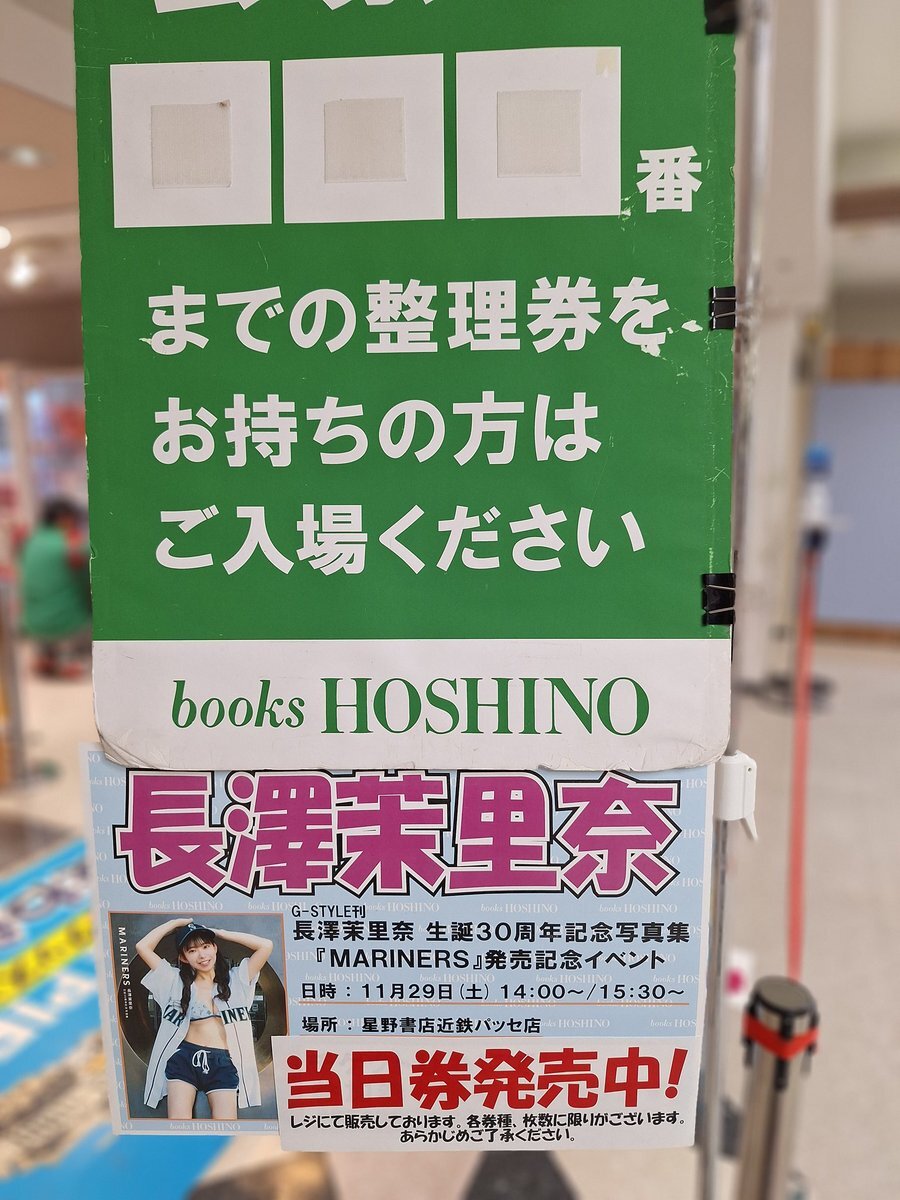 番
までの整理券を
お持ちの方は
ご入場ください
books HOSHINO
長澤茉里奈
G-STYLE刊
長澤茉里奈 生誕30周年記念写真集
『MARINERS』発売記念イベント
日時：11月29日(土) 14:00〜/15:30〜
場所：星野書店近鉄パッセ店
MARINERS
当日券発売中!
レジにて販売しております。各券種、枚数に限りがございます。
あらかじめご了承ください。
books HOSHINO